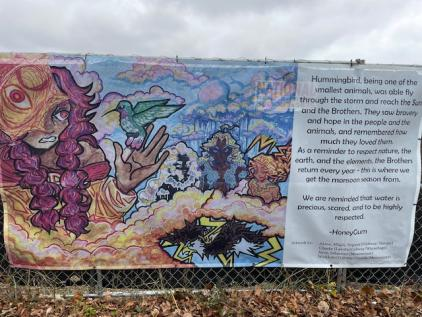 Hummingbird, being one of the
smallest animals, was able fly
through the storm and reach the Sun
and the Brothers. They saw bravery
and hope in the people and the
animals, and remembered how
much they loved them.
As a reminder to respect nature, the
earth, and the elements, the Brothers
return every year - this is where we
get the monsoon season from.
We are reminded that water is
precious, scared, and to be highly
respected.
-HoneyCum